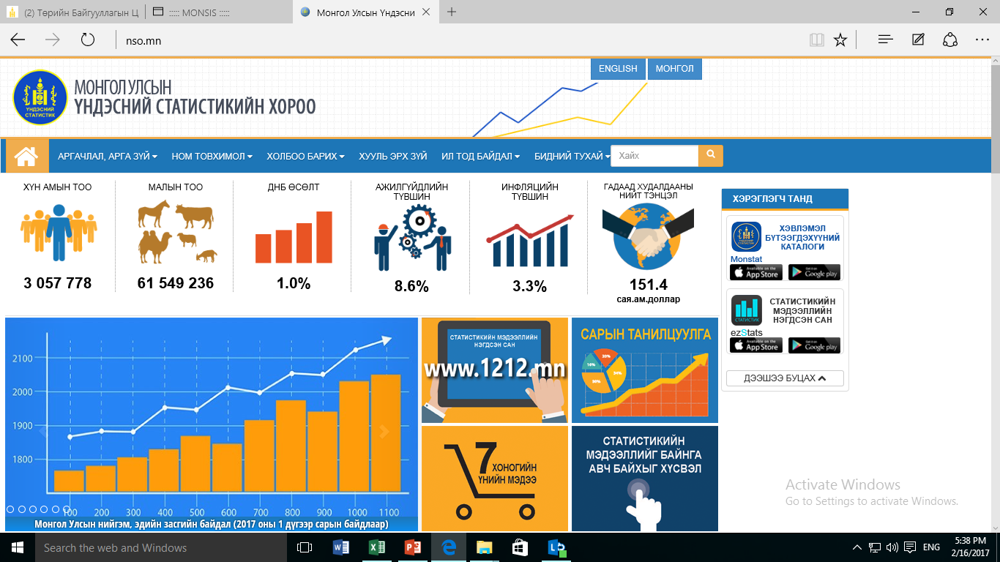 (2) Төрийн Байгууллагын Ц
::::: MONSIS :::::
Монгол Улсын Үндэсни
nso.mn
ENGLISH
МОНГОЛ
ҮНДЭСНИЙ
СТАТИСТИК
МОНГОЛ УЛСЫН
ҮНДЭСНИЙ СТАТИСТИКИЙН ХОРОО
АРГАЧЛАЛ, АРГА ЗҮЙ
НОМ ТОВХИМОЛ
ХОЛБОО БАРИХ
ХУУЛЬ ЭРХ ЗҮЙ
ИЛ ТОД БАЙДАЛ
БИДНИЙ ТУХАЙ
Хайх
ХҮН АМЫН ТОО
3 057 778
МАЛЫН ТОО
61 549 236
ДНБ ӨСӨЛТ
1.0%
АЖИЛГҮЙДЛИЙН
ТҮВШИН
8.6%
ИНФЛЯЦИЙН
ТҮВШИН
3.3%
ГАДААД ХУДАЛДААНЫ
НИЙТ ТЭНЦЭЛ
151.4
сая.ам.доллар
ХЭРЭГЛЭГЧ ТАНД
ХЭВЛЭМЭЛ
БҮТЭЭГДЭХҮҮНИЙ
КАТАЛОГИ
Monstat
Available on the
App Store
Get it on
Google play
СТАТИСТИК
СТАТИСТИКИЙН
МЭДЭЭЛЛИЙН
НЭГДСЭН САН
ezStats
Available on the
App Store
Get it on
Google play
ДЭЭШЭЭ БУЦАХ
2100
2000
1900
1800
100
200
300
400
500
600
700
800
900
1000
1100
Монгол Улсын нийгэм, эдийн засгийн байдал (2017 оны 1 дүгээр сарын байдлаар)
СТАТИСТИКИЙН МЭДЭЭЛЛИЙН
НЭГДСЭН САН
www.1212.mn
САРЫН ТАНИЛЦУУЛГА
20%
16%
34%
30%
7
ХОНОГИЙН
ҮНИЙН МЭДЭЭ
СТАТИСТИКИЙН
МЭДЭЭЛЛИЙГ БАЙНГА
АВЧ БАЙХЫГ ХҮСВЭЛ
Activate Windows
Go to Settings to activate Windows.
Search the web and Windows
ENG
5:38 PM
2/16/2017